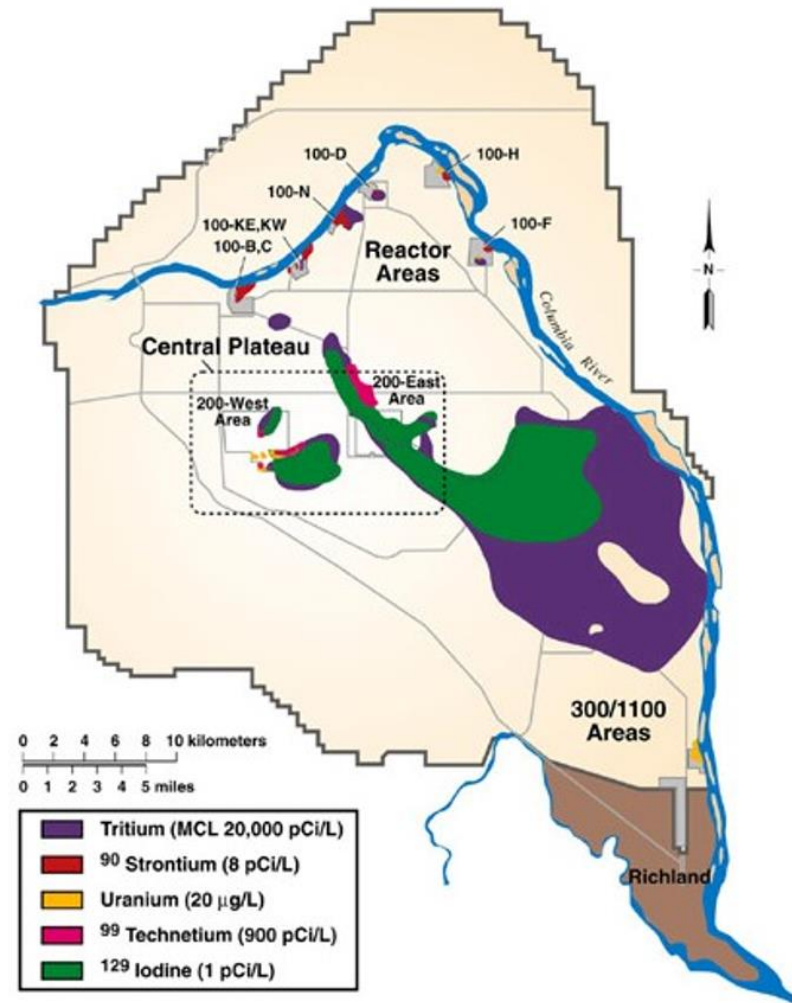 100-D
100-H
100-N
100-F
100-KE,KW
100-B,C
Reactor
Areas
N
Columbia River
Central Plateau
200-East
Area
200-West
Area
300/1100
Areas
0 2 4 6 8 10 kilometers
0 1 2 3 4 5 miles
Tritium (MCL 20,000 pCi/L)
90 Strontium (8 pCi/L)
Uranium (20 µg/L)
99 Technetium (900 pCi/L)
129 Iodine (1 pCi/L)
Richland